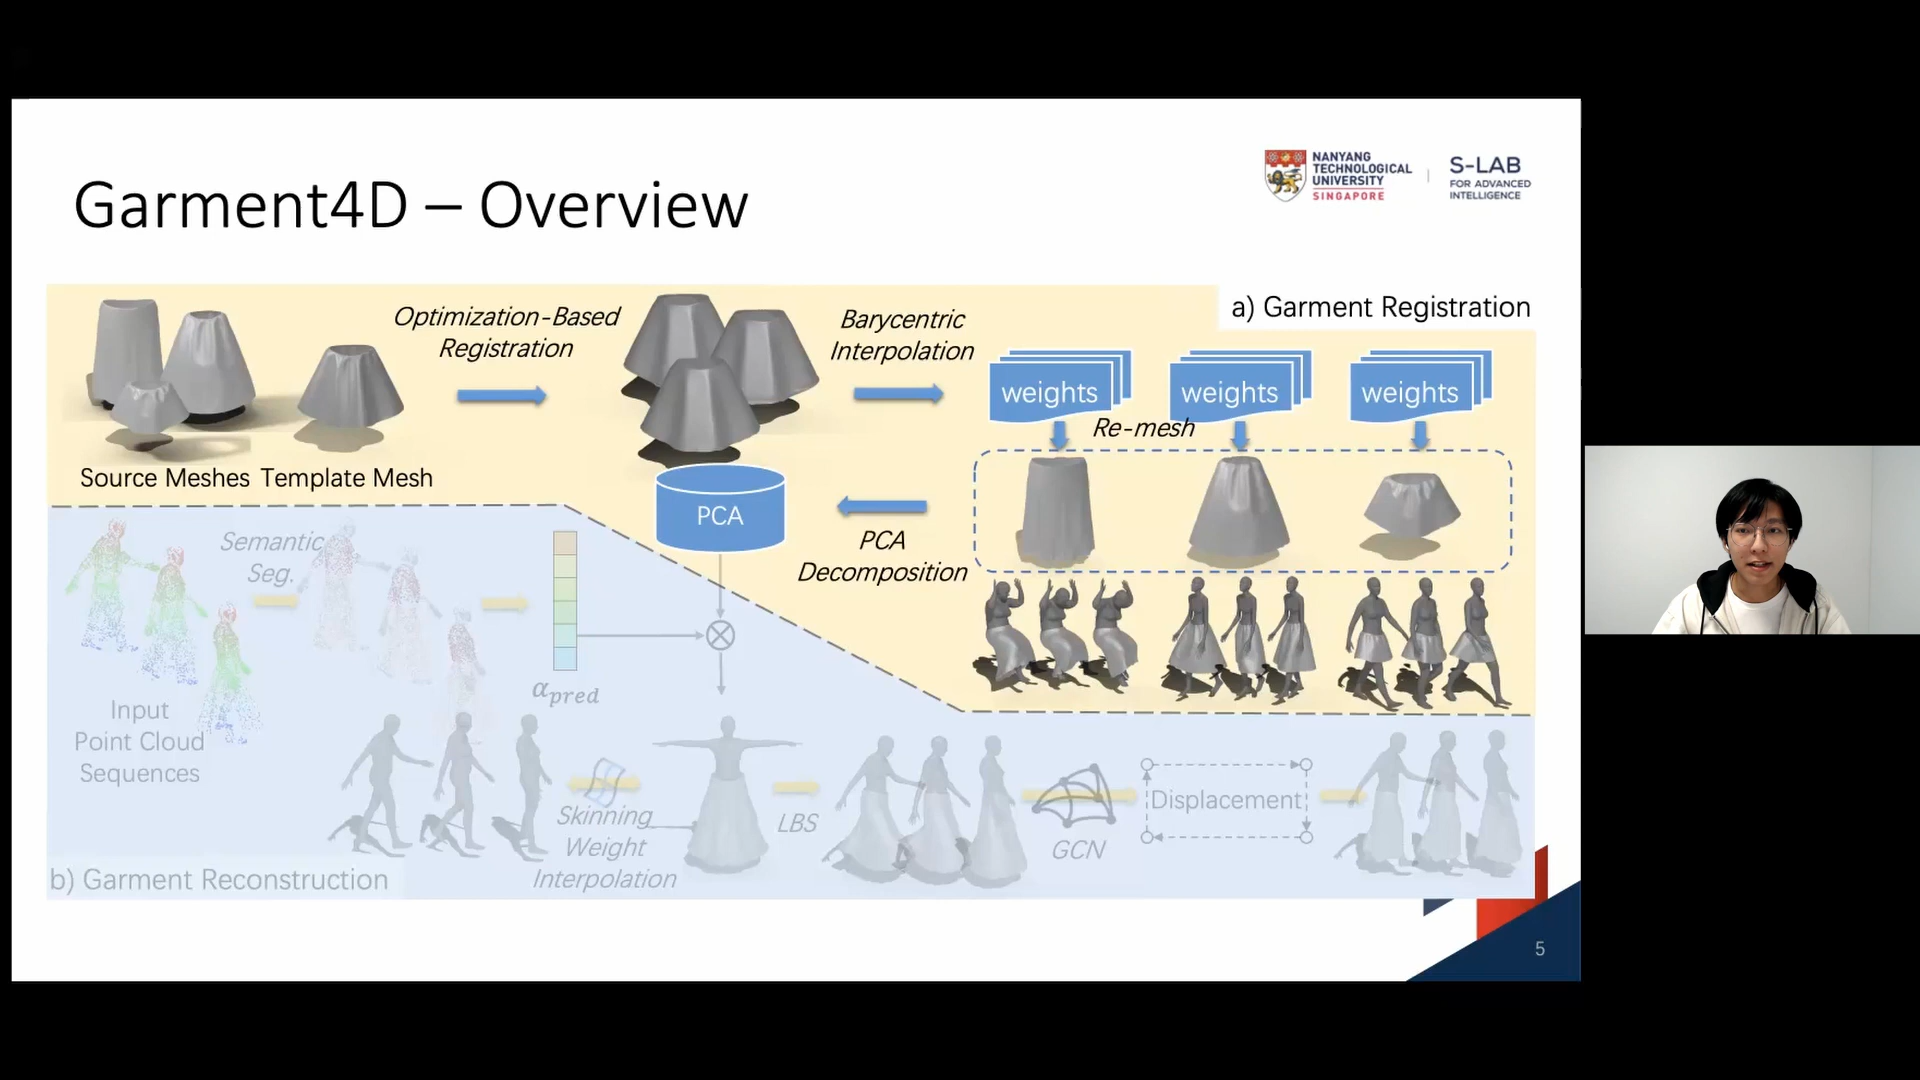 Garment4D – Overview
NANYANG
TECHNOLOGICAL
UNIVERSITY
SINGAPORE
S-LAB
FOR ADVANCED
INTELLIGENCE
a) Garment Registration
Optimization-Based
Registration
Barycentric
Interpolation
weights
weights
weights
Re-mesh
Source Meshes
Template Mesh
PCA
PCA
Decomposition
Semantic
Seg.
αpred
Input
Point Cloud
Sequences
Skinning
Weight
Interpolation
LBS
GCN
Displacement
b) Garment Reconstruction
5